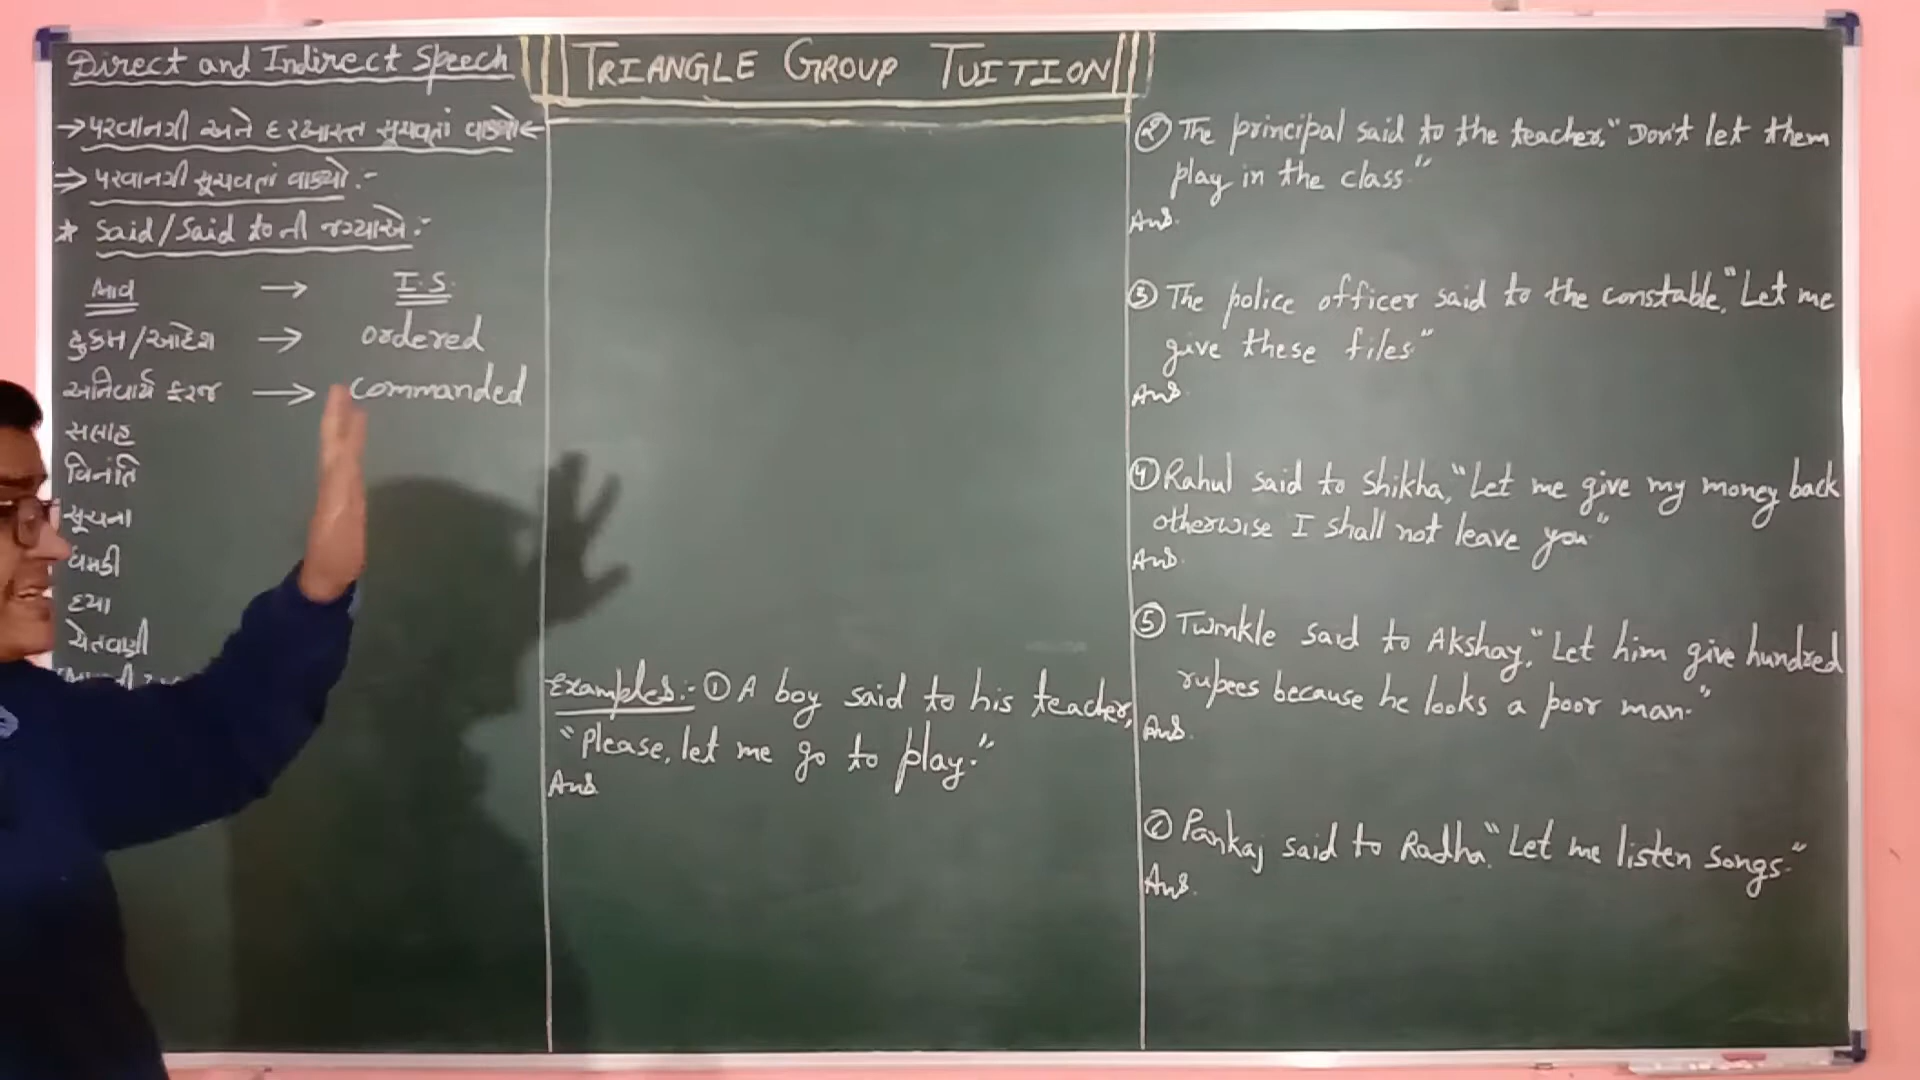 Direct and Indirect Speech
TRIANGLE GROUP TUITION
→ પરવાનગી અને દરખાસ્ત સૂચવતાં વાક્યો ←
⇒ પરવાનગી સૂચવતાં વાક્યો :-
* Said/Said to ની જગ્યાએ :-
ભાવ → I.S.
હુકમ/આદેશ → ordered
અનિવાર્ય ફરજ → commanded
સલાહ
વિનંતિ
સૂચના
ધમકી
દયા
ચેતવણી
Examples:- ① A boy said to his teacher,
"Please, let me go to play."
Ans
② The principal said to the teacher, "Don't let them
play in the class"
Ans.
③ The police officer said to the constable, "Let me
give these files"
Ans
④ Rahul said to Shikha, "Let me give my money back
otherwise I shall not leave you"
Ans.
⑤ Twinkle said to Akshay, "Let him give hundred
rupees because he looks a poor man."
Ans.
Pankaj said to Radha "Let me listen songs."
Ans.